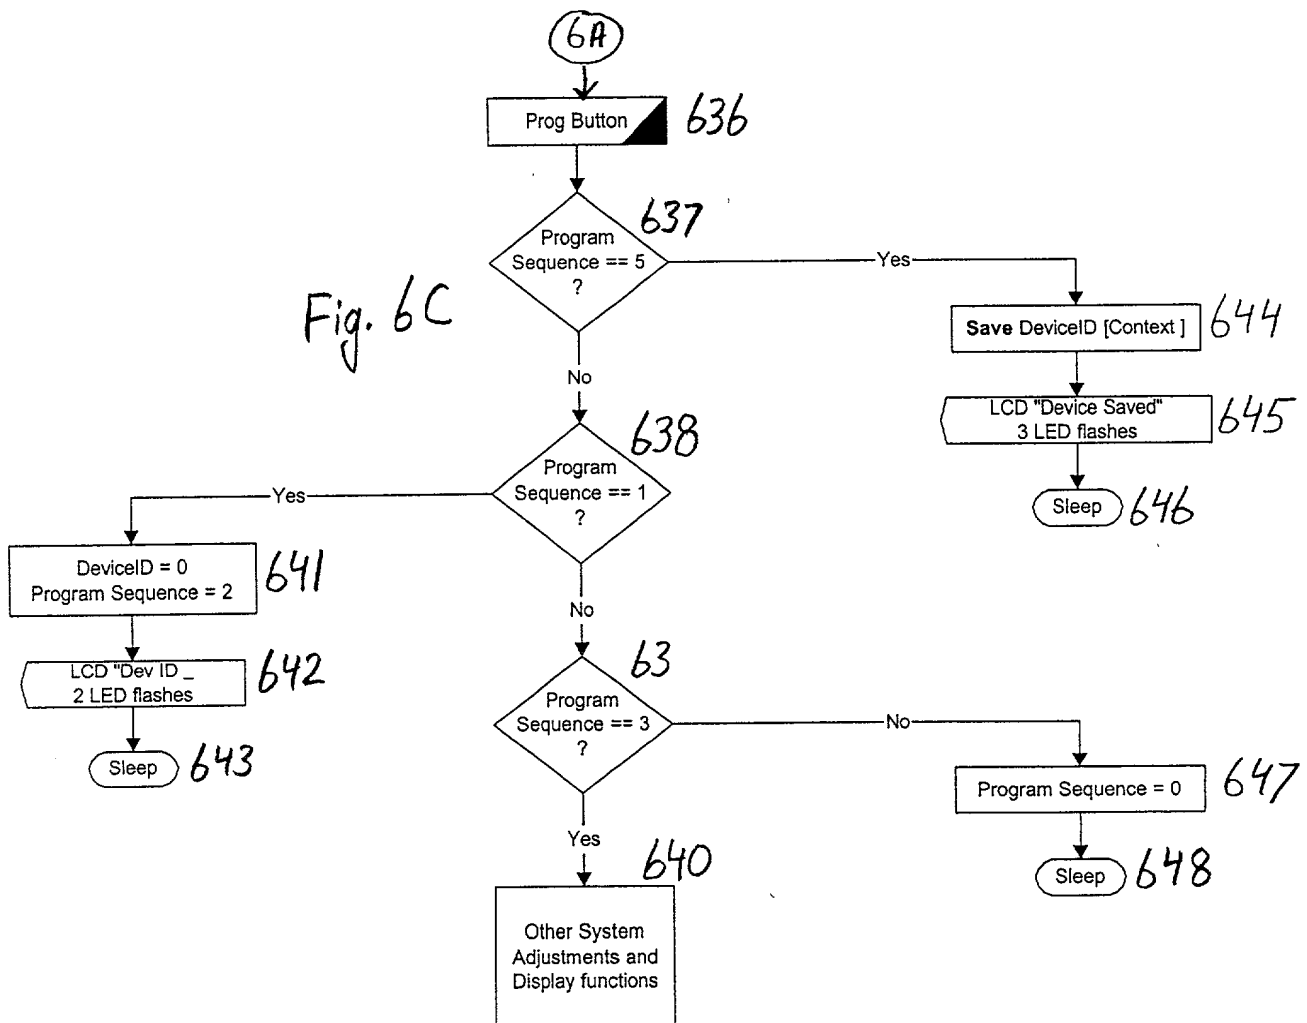 6A
Prog Button
636
637
Program
Sequence == 5
?
Yes
Fig. 6C
Save DeviceID [Context ]
644
No
LCD "Device Saved"
3 LED flashes
645
638
Program
Sequence == 1
?
Yes
Sleep
646
DeviceID = 0
Program Sequence = 2
641
No
LCD "Dev ID _
2 LED flashes
642
63
Program
Sequence == 3
?
No
Sleep
643
Program Sequence = 0
647
Yes
640
Sleep
648
Other System
Adjustments and
Display functions